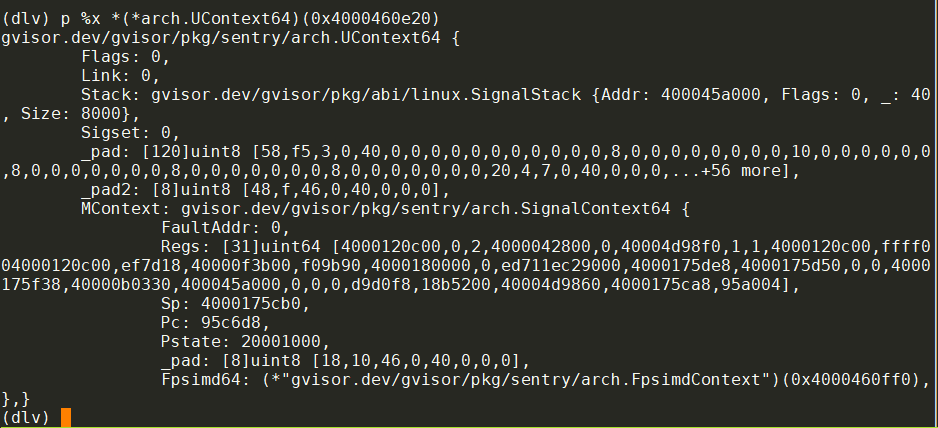 (dlv) p %x *(*arch.UContext64)(0x4000460e20)
gvisor.dev/gvisor/pkg/sentry/arch.UContext64 {
        Flags: 0,
        Link: 0,
        Stack: gvisor.dev/gvisor/pkg/abi/linux.SignalStack {Addr: 400045a000, Flags: 0, _: 40
, Size: 8000},
        Sigset: 0,
        _pad: [120]uint8 [58,f5,3,0,40,0,0,0,0,0,0,0,0,0,0,0,8,0,0,0,0,0,0,0,10,0,0,0,0,0,0
,8,0,0,0,0,0,0,0,8,0,0,0,0,0,0,0,8,0,0,0,0,0,0,0,20,4,7,0,40,0,0,0,...+56 more],
        _pad2: [8]uint8 [48,f,46,0,40,0,0,0],
        MContext: gvisor.dev/gvisor/pkg/sentry/arch.SignalContext64 {
                FaultAddr: 0,
                Regs: [31]uint64 [4000120c00,0,2,4000042800,0,40004d98f0,1,1,4000120c00,ffff0
04000120c00,ef7d18,40000f3b00,f09b90,4000180000,0,ed711ec29000,4000175de8,4000175d50,0,0,4000
175f38,40000b0330,400045a000,0,0,0,d9d0f8,18b5200,40004d9860,4000175ca8,95a004],
                Sp: 4000175cb0,
                Pc: 95c6d8,
                Pstate: 20001000,
                _pad: [8]uint8 [18,10,46,0,40,0,0,0],
                Fpsimd64: (*"gvisor.dev/gvisor/pkg/sentry/arch.FpsimdContext")(0x4000460ff0),
},}
(dlv)